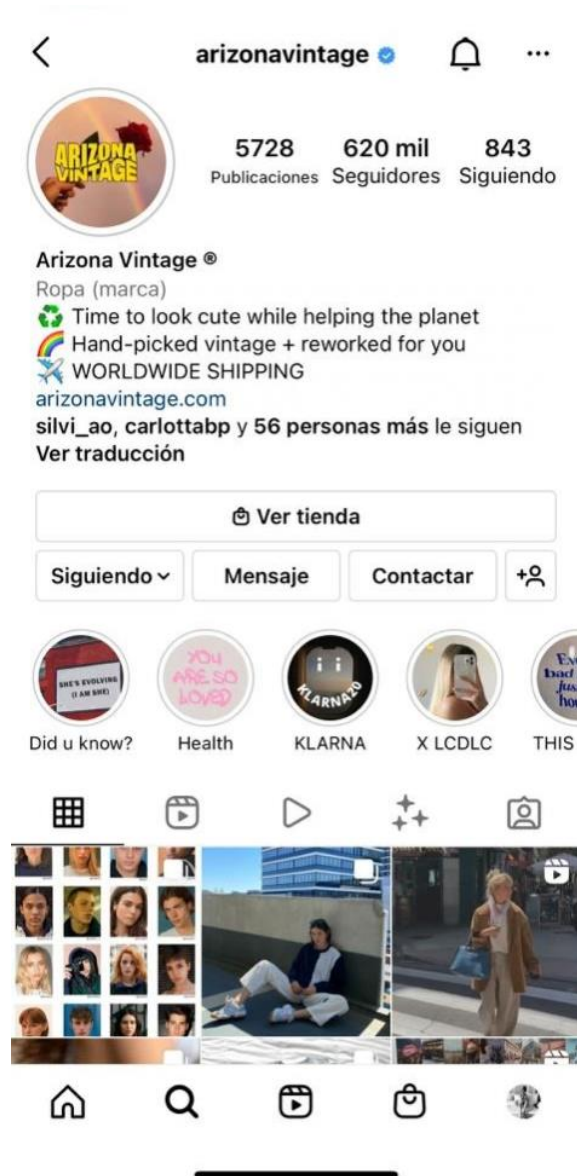 arizonavintage
ARIZONA
VINTAGE
5728 620 mil 843
Publicaciones Seguidores Siguiendo
Arizona Vintage ®
Ropa (marca)
♻️ Time to look cute while helping the planet
🌈 Hand-picked vintage + reworked for you
✈️ WORLDWIDE SHIPPING
arizonavintage.com
silvi_ao, carlottabp y 56 personas más le siguen
Ver traducción
Ver tienda
Siguiendo Mensaje Contactar
SHE'S EVOLVING
(I AM SHE)
YOU
ARE SO
LOVED
KLARNA20
bad
Did u know? Health KLARNA X LCDLC THIS